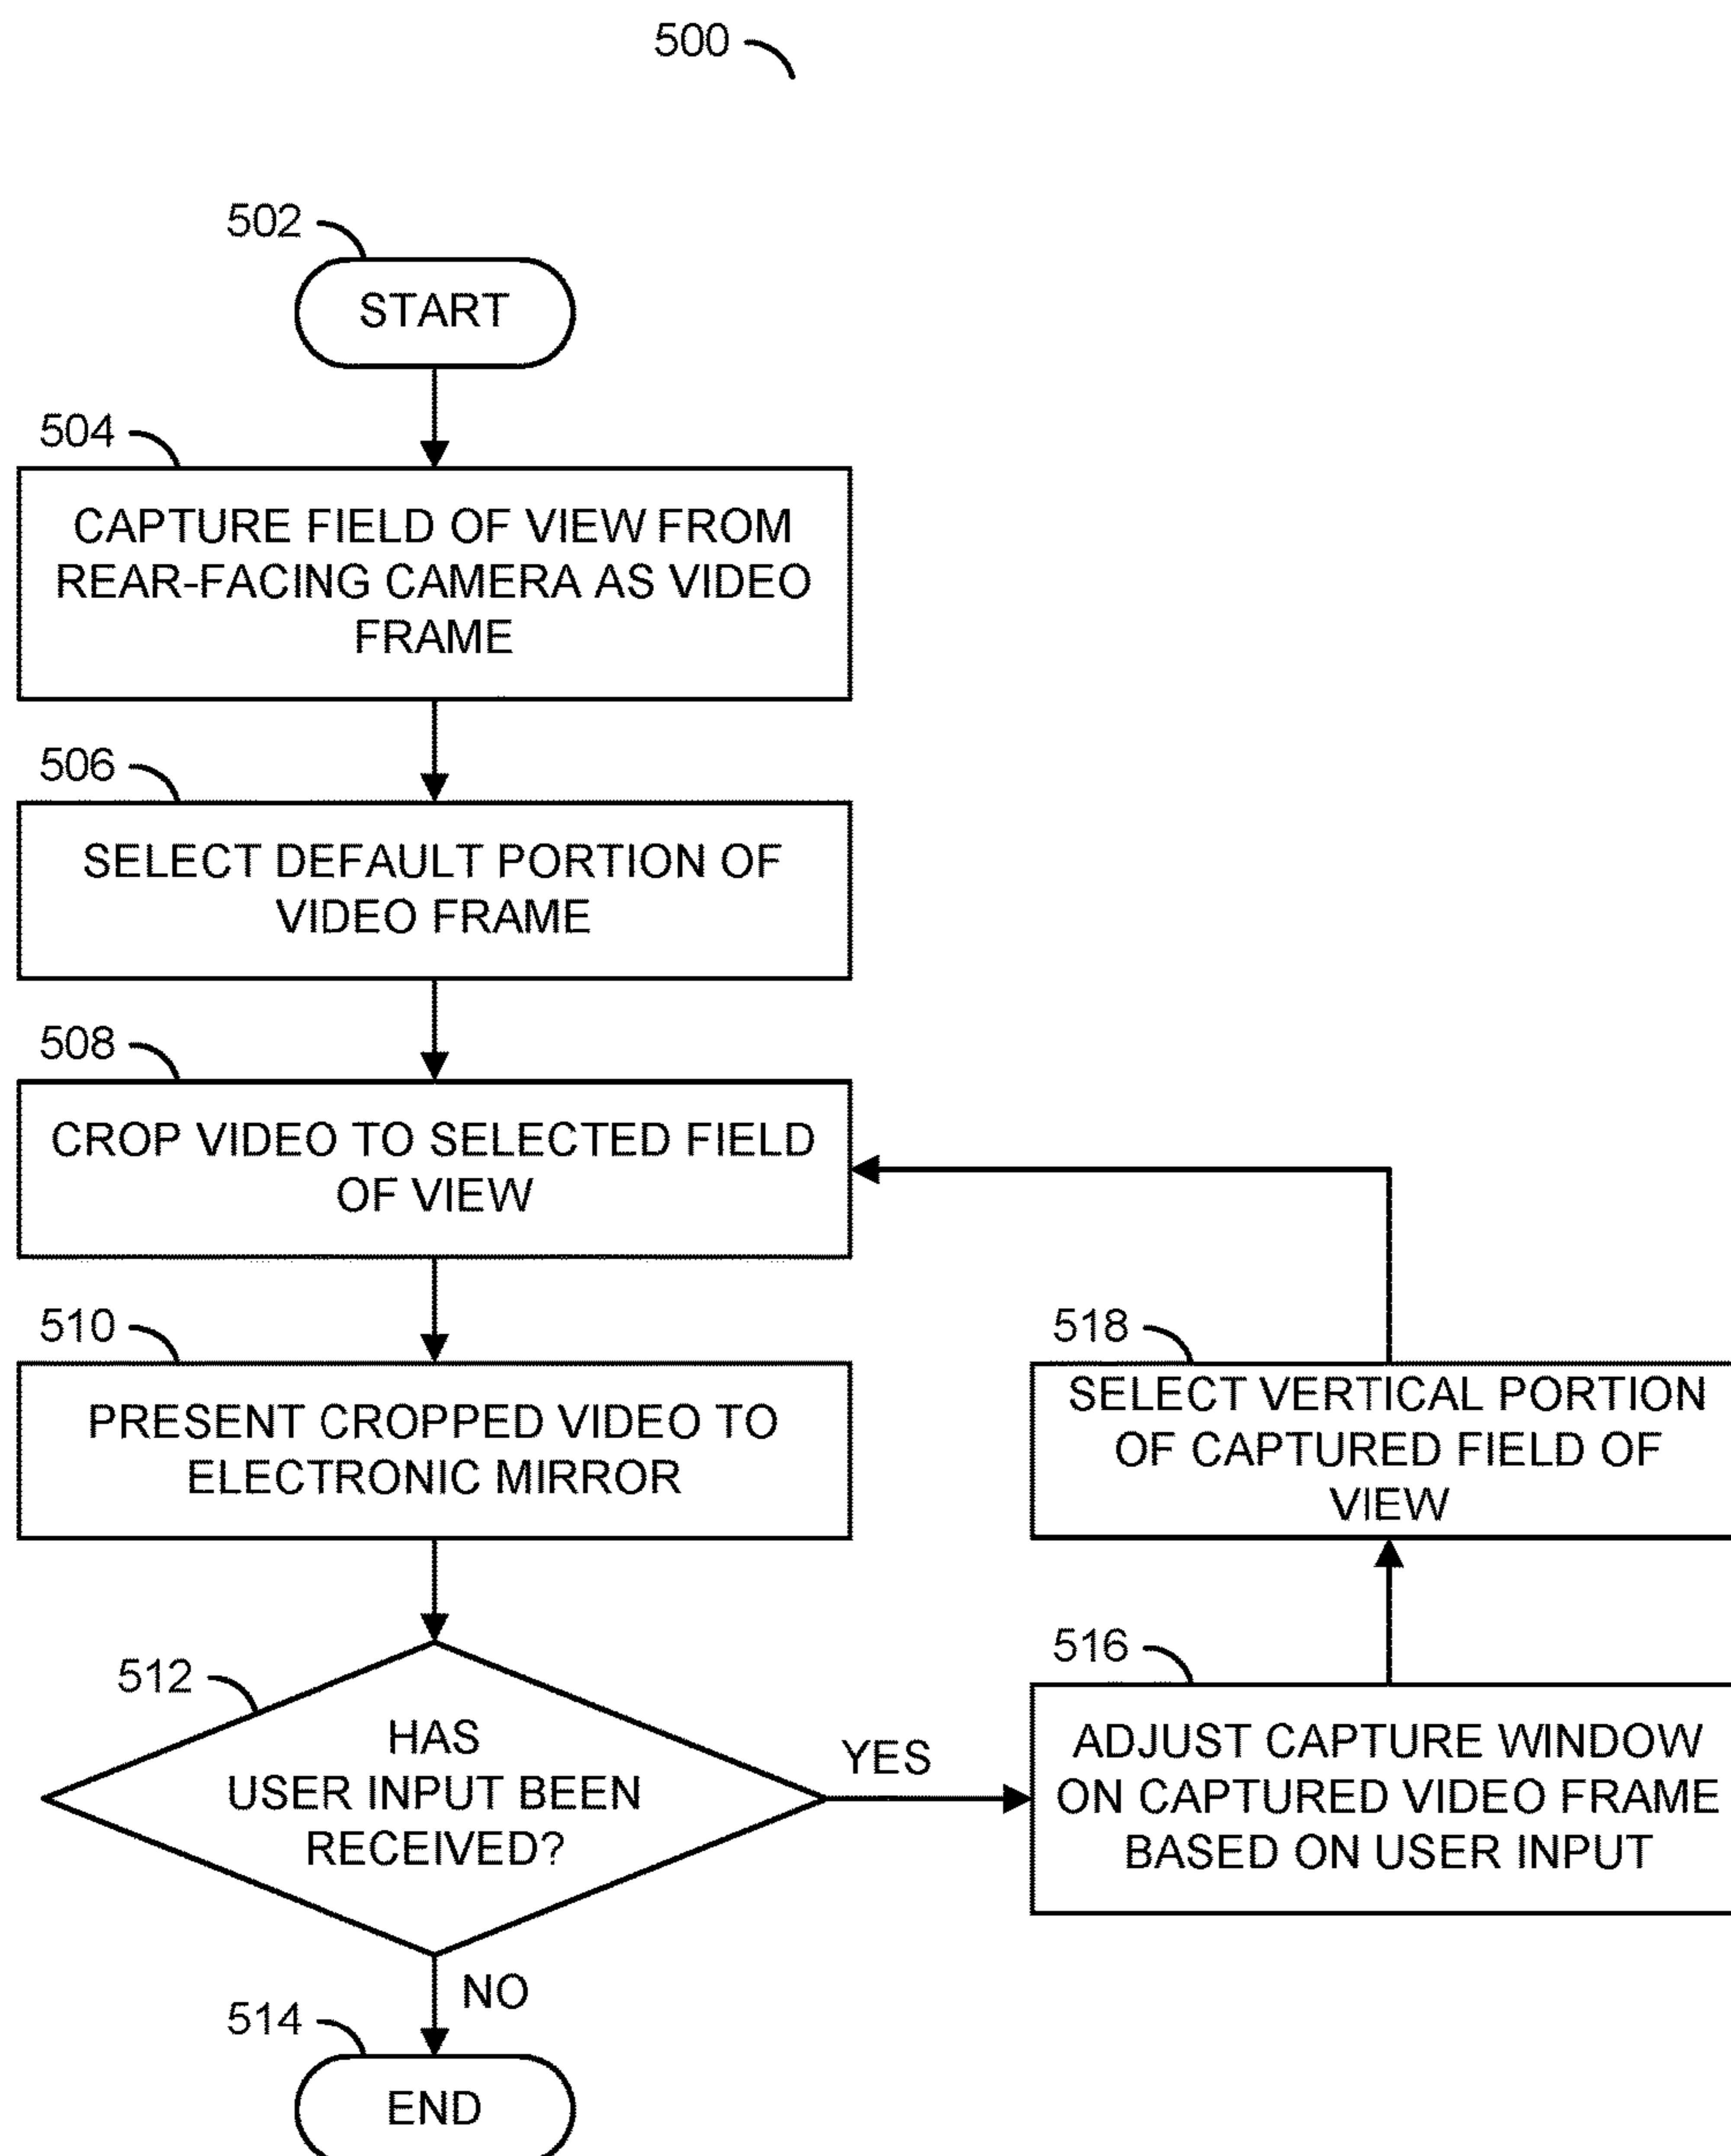 500
502
START
504
CAPTURE FIELD OF VIEW FROM
REAR-FACING CAMERA AS VIDEO
FRAME
506
SELECT DEFAULT PORTION OF
VIDEO FRAME
508
CROP VIDEO TO SELECTED FIELD
OF VIEW
510
PRESENT CROPPED VIDEO TO
ELECTRONIC MIRROR
512
HAS
USER INPUT BEEN
RECEIVED?
YES
NO
514
END
516
ADJUST CAPTURE WINDOW
ON CAPTURED VIDEO FRAME
BASED ON USER INPUT
518
SELECT VERTICAL PORTION
OF CAPTURED FIELD OF
VIEW